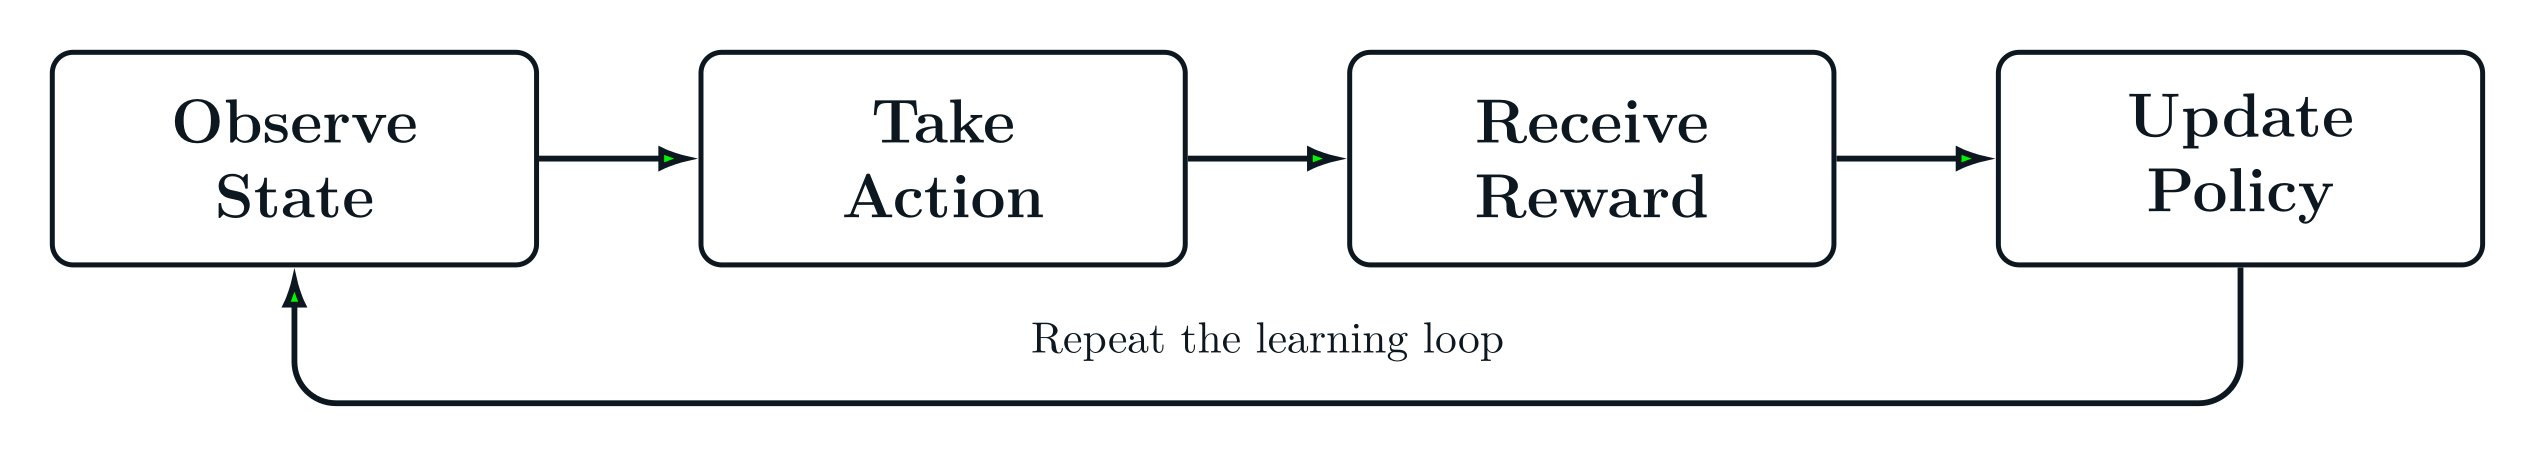 Observe
State
Take
Action
Receive
Reward
Update
Policy
Repeat the learning loop